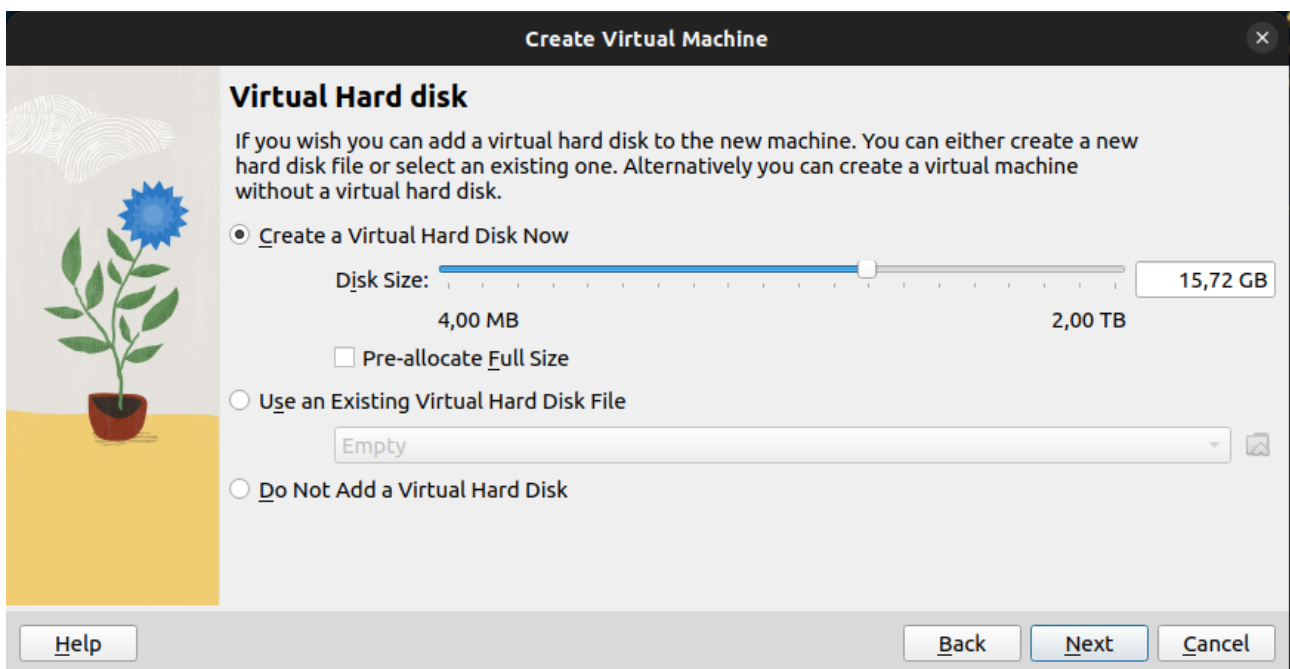 Create Virtual Machine
Virtual Hard disk
If you wish you can add a virtual hard disk to the new machine. You can either create a new
hard disk file or select an existing one. Alternatively you can create a virtual machine
without a virtual hard disk.
Create a Virtual Hard Disk Now
Disk Size: 15,72 GB
4,00 MB 2,00 TB
Pre-allocate Full Size
Use an Existing Virtual Hard Disk File
Empty
Do Not Add a Virtual Hard Disk
Help Back Next Cancel